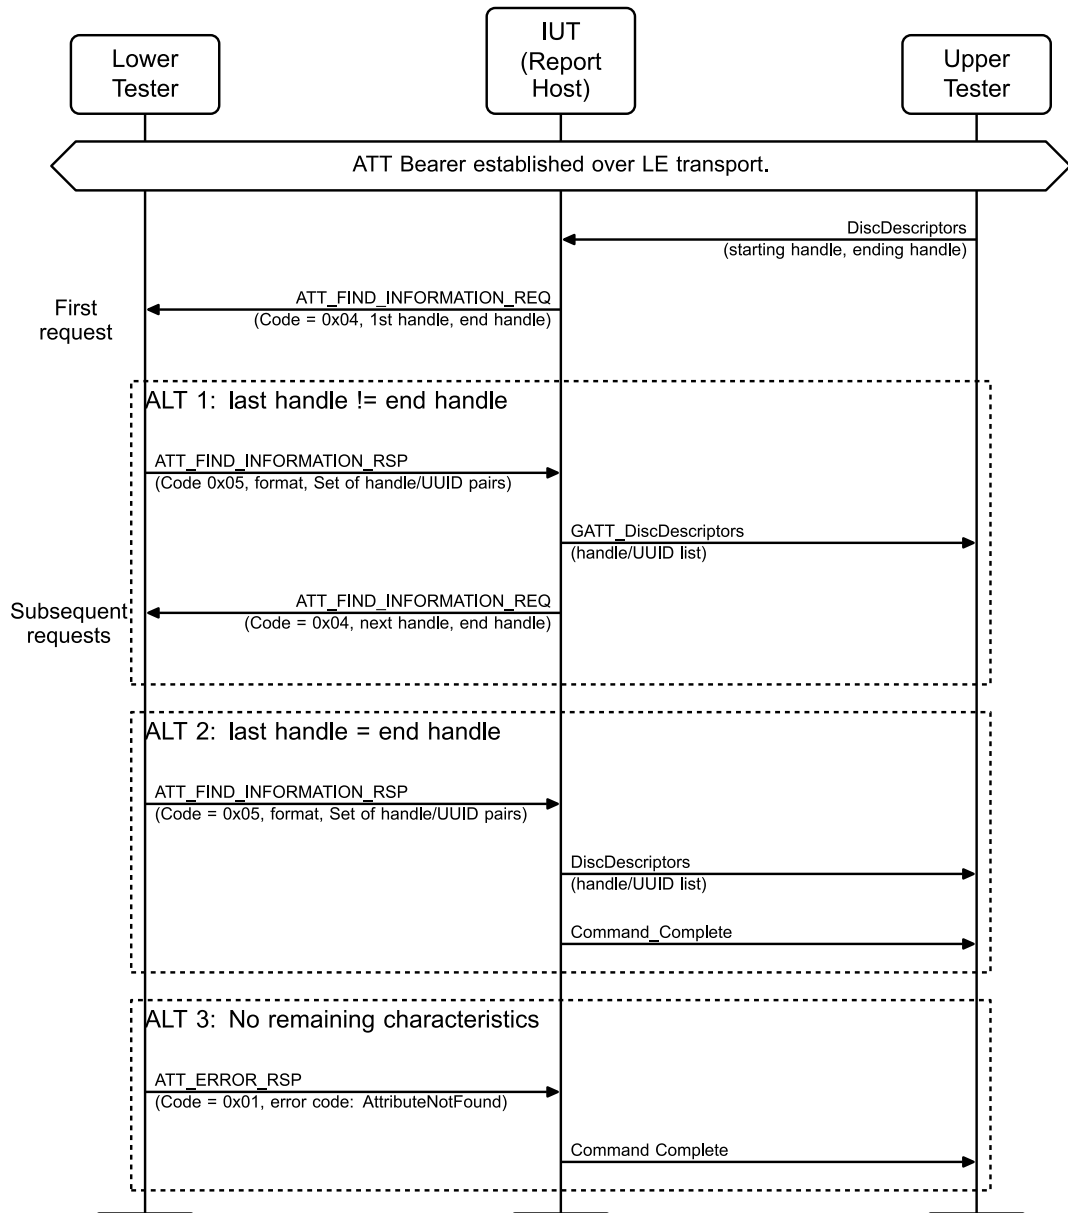 Lower
Tester
IUT
(Report
Host)
Upper
Tester
ATT Bearer established over LE transport.
DiscDescriptors
(starting handle, ending handle)
First
request
ATT_FIND_INFORMATION_REQ
(Code = 0x04, 1st handle, end handle)
ALT 1: last handle != end handle
ATT_FIND_INFORMATION_RSP
(Code 0x05, format, Set of handle/UUID pairs)
GATT_DiscDescriptors
(handle/UUID list)
Subsequent
requests
ATT_FIND_INFORMATION_REQ
(Code = 0x04, next handle, end handle)
ALT 2: last handle = end handle
ATT_FIND_INFORMATION_RSP
(Code = 0x05, format, Set of handle/UUID pairs)
DiscDescriptors
(handle/UUID list)
Command_Complete
ALT 3: No remaining characteristics
ATT_ERROR_RSP
(Code = 0x01, error code: AttributeNotFound)
Command Complete